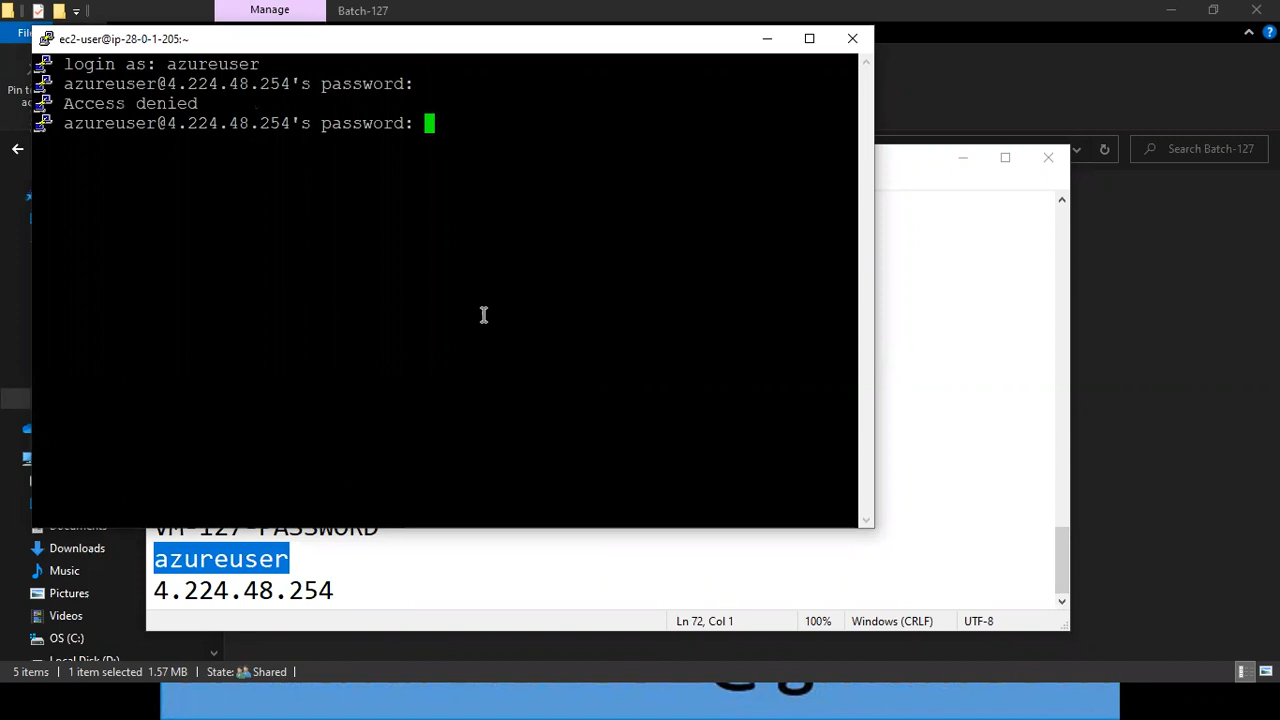 Manage
Batch-127
ec2-user@ip-28-0-1-205:~
login as: azureuser
azureuser@4.224.48.254's password:
Access denied
azureuser@4.224.48.254's password:
Search Batch-127
VM-127-PASSWORD
azureuser
4.224.48.254
Documents
Downloads
Music
Pictures
Videos
OS (C:)
Local Disk (D:)
Ln 72, Col 1
100%
Windows (CRLF)
UTF-8
5 items
1 item selected 1.57 MB
State:
Shared